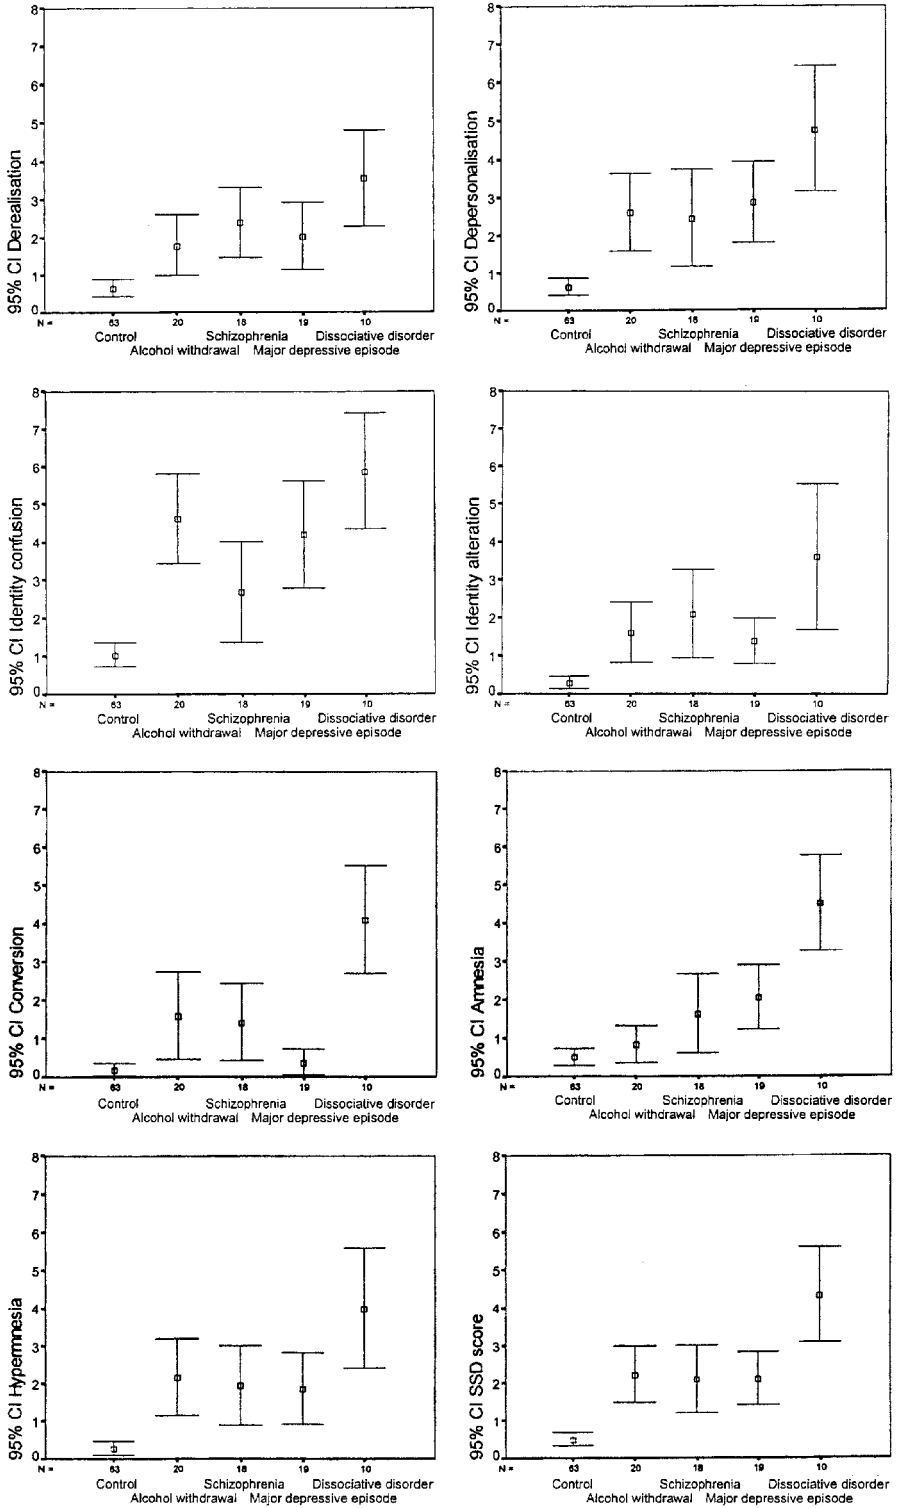 8 8
7 7
6 6
5 5
4 4
3 3
2 2
1 1
0 0
95% CI Derealisation 95% CI Depersonalisation
N = 63 20 18 19 10 N = 63 20 18 19 10
Control Schizophrenia Dissociative disorder Control Schizophrenia Dissociative disorder
Alcohol withdrawal Major depressive episode Alcohol withdrawal Major depressive episode
8 8
7 7
6 6
5 5
4 4
3 3
2 2
1 1
0 0
95% CI Identity confusion 95% CI Identity alteration
N = 63 20 18 19 10 N = 63 20 18 19 10
Control Schizophrenia Dissociative disorder Control Schizophrenia Dissociative disorder
Alcohol withdrawal Major depressive episode Alcohol withdrawal Major depressive episode
8 8
7 7
6 6
5 5
4 4
3 3
2 2
1 1
0 0
95% CI Conversion 95% CI Amnesia
N = 63 20 18 19 10 N = 63 20 18 19 10
Control Schizophrenia Dissociative disorder Control Schizophrenia Dissociative disorder
Alcohol withdrawal Major depressive episode Alcohol withdrawal Major depressive episode
8 8
7 7
6 6
5 5
4 4
3 3
2 2
1 1
0 0
95% CI Hypermnesia 95% CI SSD score
N = 63 20 18 19 10 N = 63 20 18 19 10
Control Schizophrenia Dissociative disorder Control Schizophrenia Dissociative disorder
Alcohol withdrawal Major depressive episode Alcohol withdrawal Major depressive episode